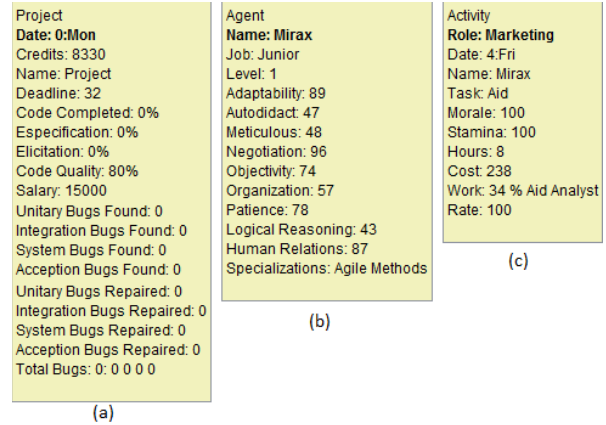 Project
Date: 0:Mon
Credits: 8330
Name: Project
Deadline: 32
Code Completed: 0%
Especification: 0%
Elicitation: 0%
Code Quality: 80%
Salary: 15000
Unitary Bugs Found: 0
Integration Bugs Found: 0
System Bugs Found: 0
Acception Bugs Found: 0
Unitary Bugs Repaired: 0
Integration Bugs Repaired: 0
System Bugs Repaired: 0
Acception Bugs Repaired: 0
Total Bugs: 0: 0 0 0 0
(a)
Agent
Name: Mirax
Job: Junior
Level: 1
Adaptability: 89
Autodidact: 47
Meticulous: 48
Negotiation: 96
Objectivity: 74
Organization: 57
Patience: 78
Logical Reasoning: 43
Human Relations: 87
Specializations: Agile Methods
(b)
Activity
Role: Marketing
Date: 4:Fri
Name: Mirax
Task: Aid
Morale: 100
Stamina: 100
Hours: 8
Cost: 238
Work: 34 % Aid Analyst
Rate: 100
(c)